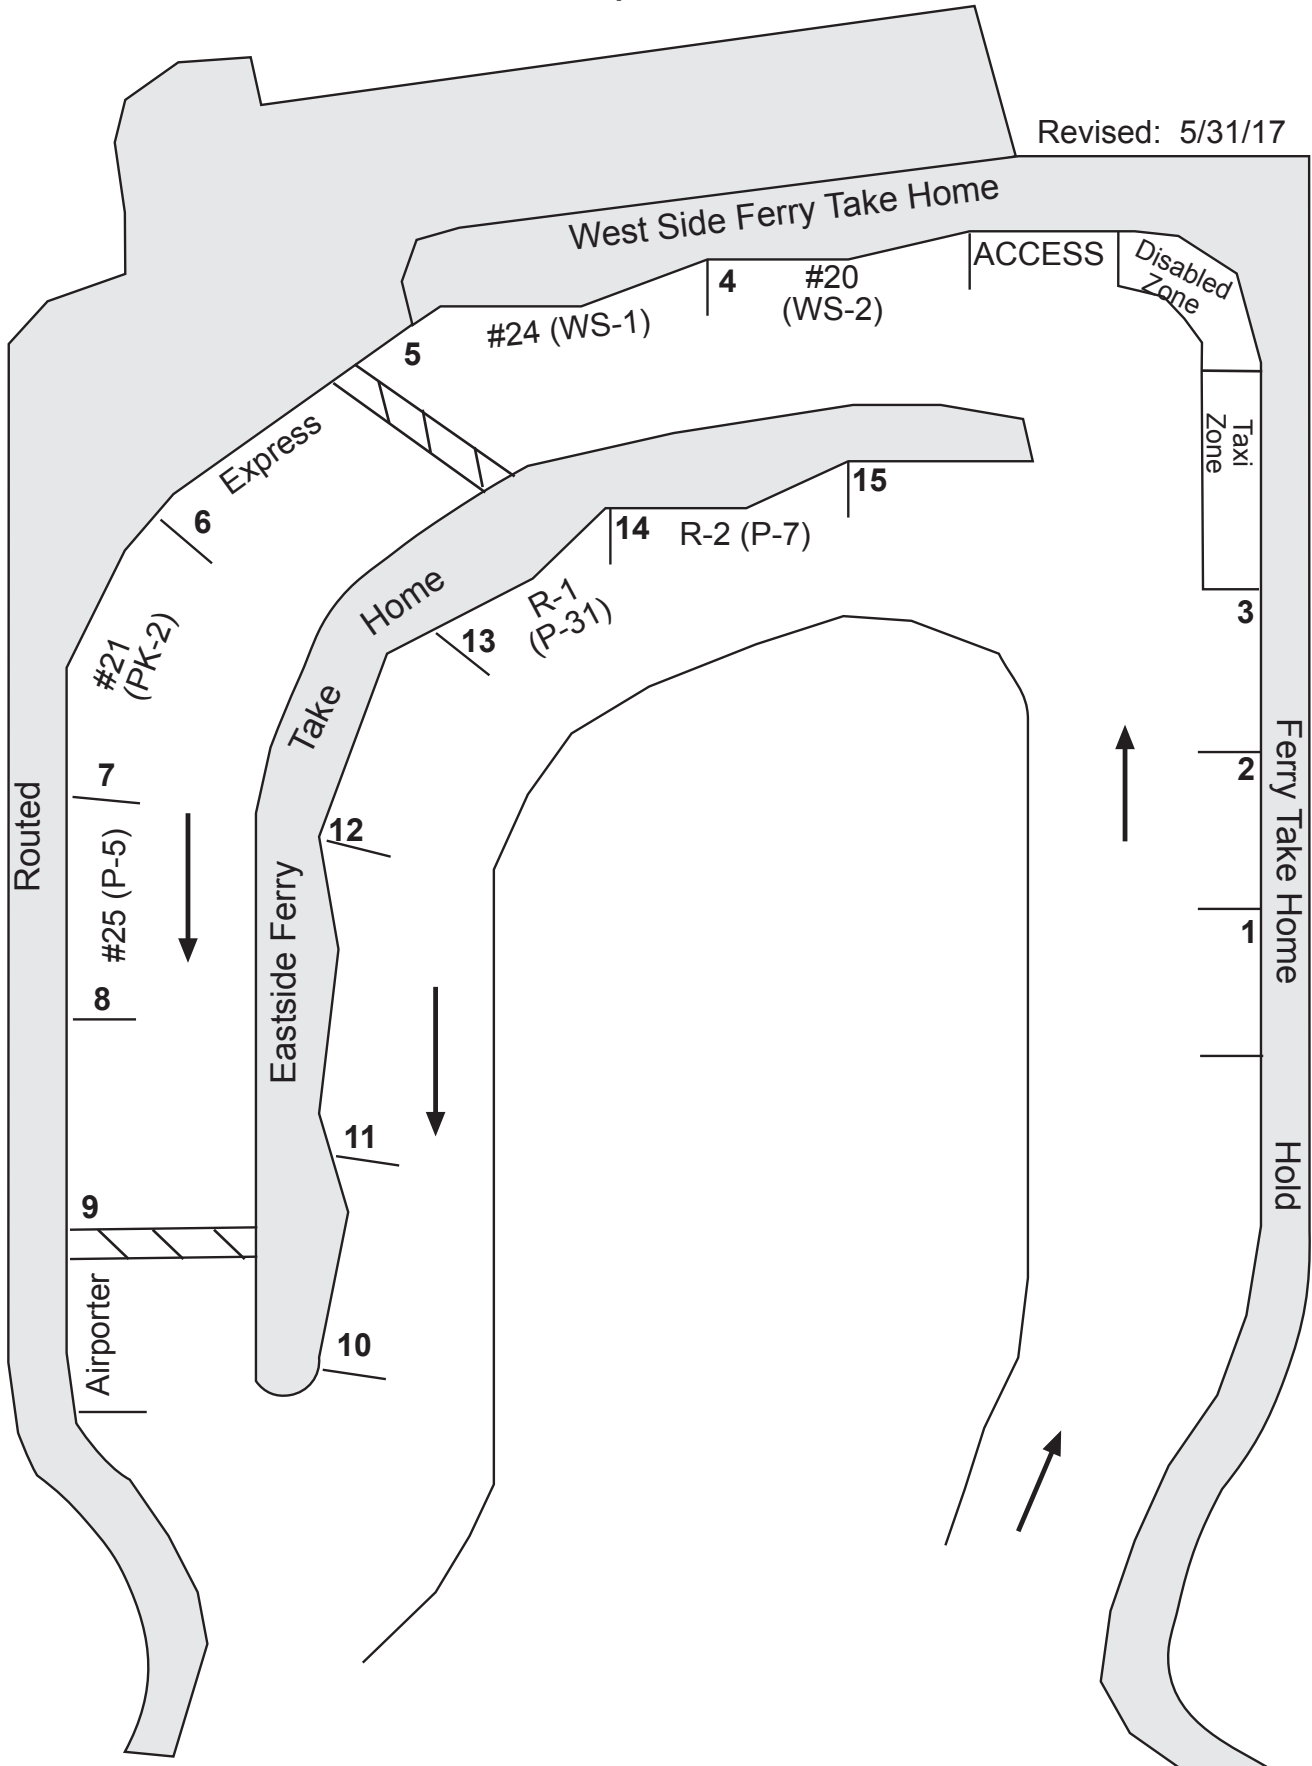 Revised: 5/31/17
West Side Ferry Take Home
ACCESS
Disabled
Zone
4
#20
(WS-2)
#24 (WS-1)
5
Express
6
Taxi
Zone
15
14
R-2 (P-7)
Home
R-1
(P-31)
13
3
#21
(PK-2)
Take
7
2
Ferry Take Home
Routed
12
#25 (P-5)
Eastside Ferry
1
8
11
Hold
9
Airporter
10